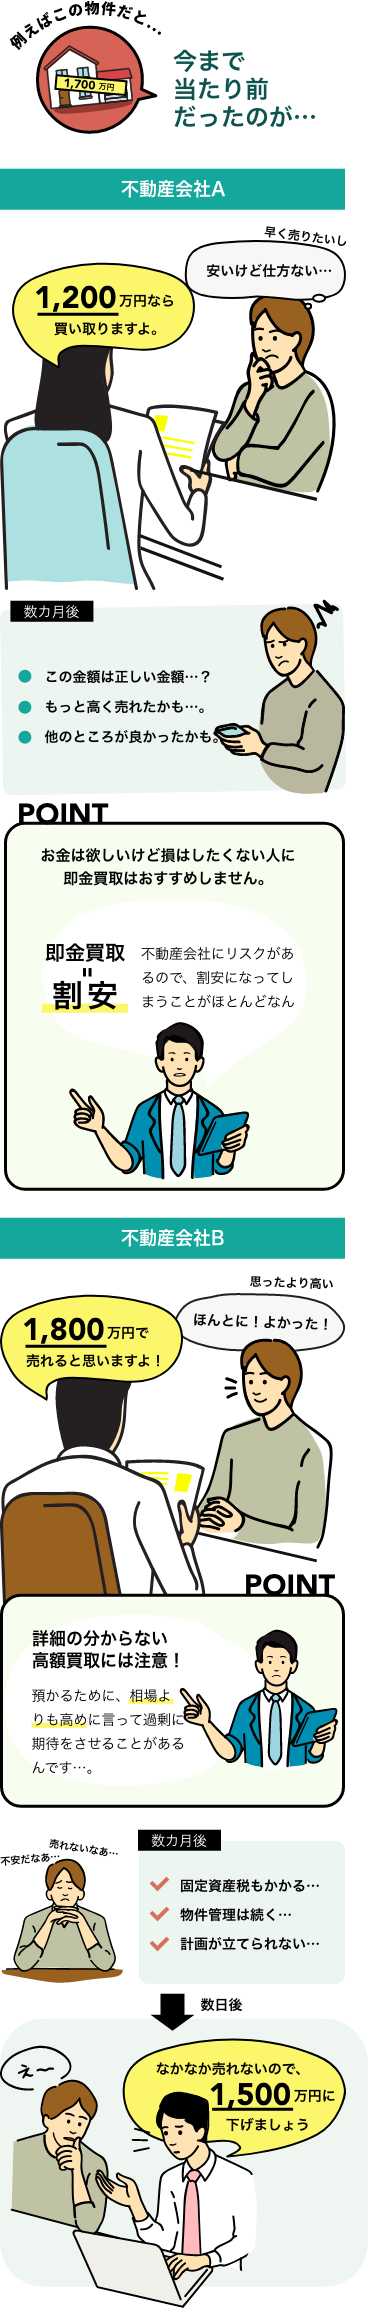 例えばこの物件だと…
1,700 万円
今まで
当たり前
だったのが…
不動産会社A
早く売りたいし
安いけど仕方ない…
1,200 万円なら
買い取りますよ。
数カ月後
この金額は正しい金額…？
もっと高く売れたかも…。
他のところが良かったかも。
POINT
お金は欲しいけど損はしたくない人に
即金買取はおすすめしません。
即金買取
=
割安
不動産会社にリスクがあ
るので、割安になってし
まうことがほとんどなん
不動産会社B
思ったより高い
ほんとに！よかった！
1,800 万円で
売れると思いますよ！
POINT
詳細の分からない
高額買取には注意！
預かるために、相場よ
りも高めに言って過剰に
期待をさせることがある
んです…。
数カ月後
売れないなあ…
不安だなあ…
固定資産税もかかる…
物件管理は続く…
計画が立てられない…
数日後
え〜
なかなか売れないので、
1,500 万円に
下げましょう